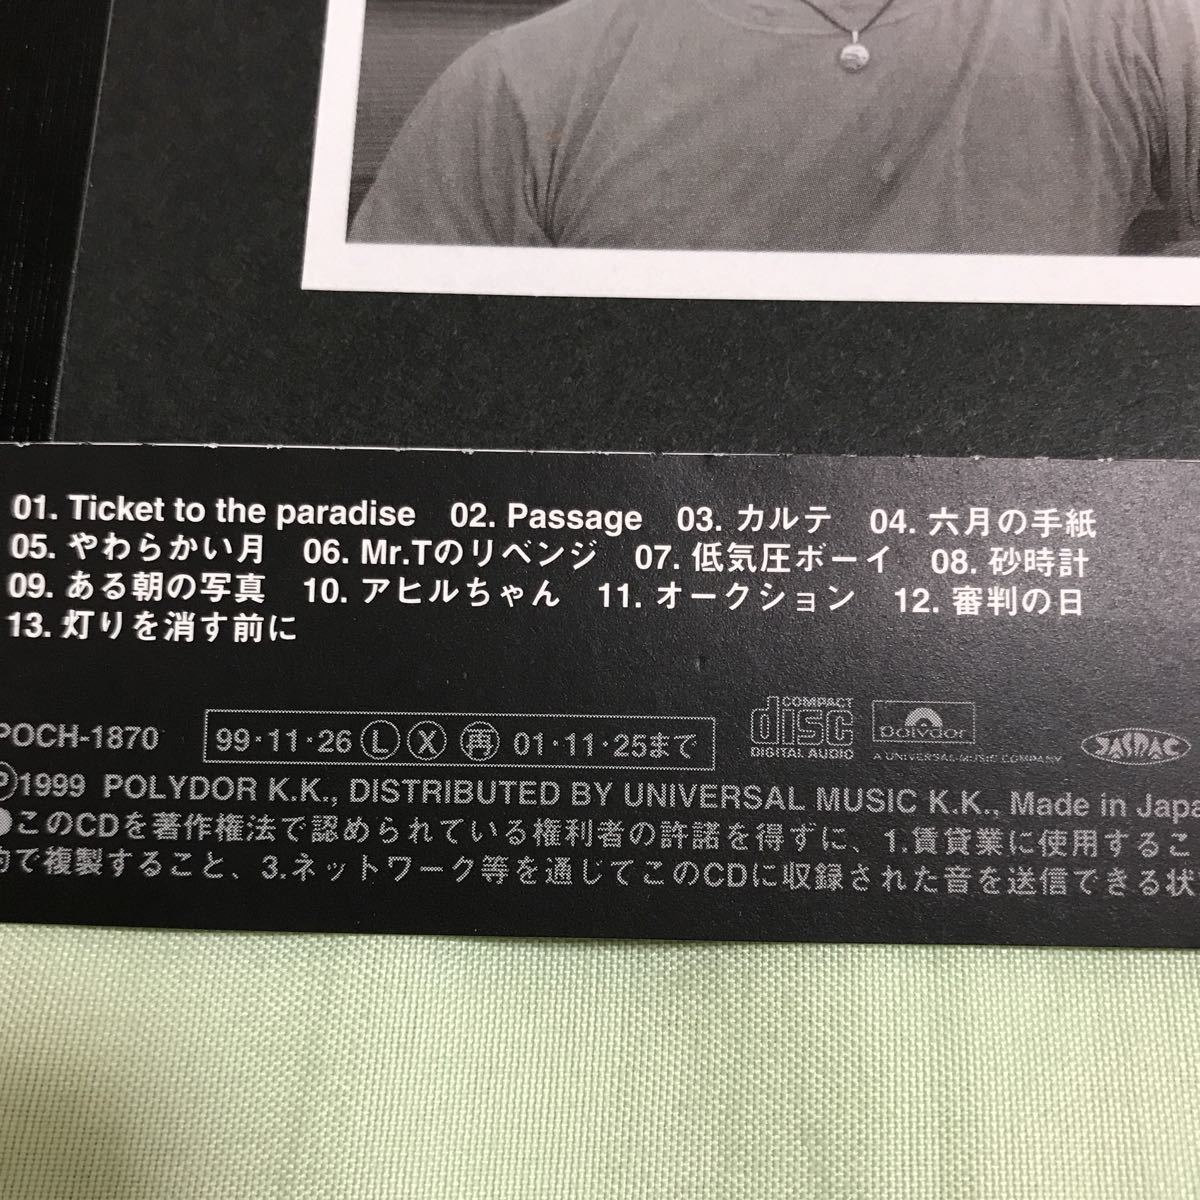 01. Ticket to the paradise 02. Passage 03. カルテ 04. 六月の手紙
05. やわらかい月 06. Mr.Tのリベンジ 07. 低気圧ボーイ 08. 砂時計
09. ある朝の写真 10. アヒルちゃん 11. オークション 12. 審判の日
13. 灯りを消す前に
POCH-1870 99・11・26 Ⓛ Ⓧ ㊢ 01・11・25まで COMPACT disc DIGITAL AUDIO polydor A UNIVERSAL MUSIC COMPANY JASRAC
Ⓟ1999 POLYDOR K.K., DISTRIBUTED BY UNIVERSAL MUSIC K.K., Made in Japa
●このCDを著作権法で認められている権利者の許諾を得ずに、1.賃貸業に使用するこ
的で複製すること、3.ネットワーク等を通じてこのCDに収録された音を送信できる状